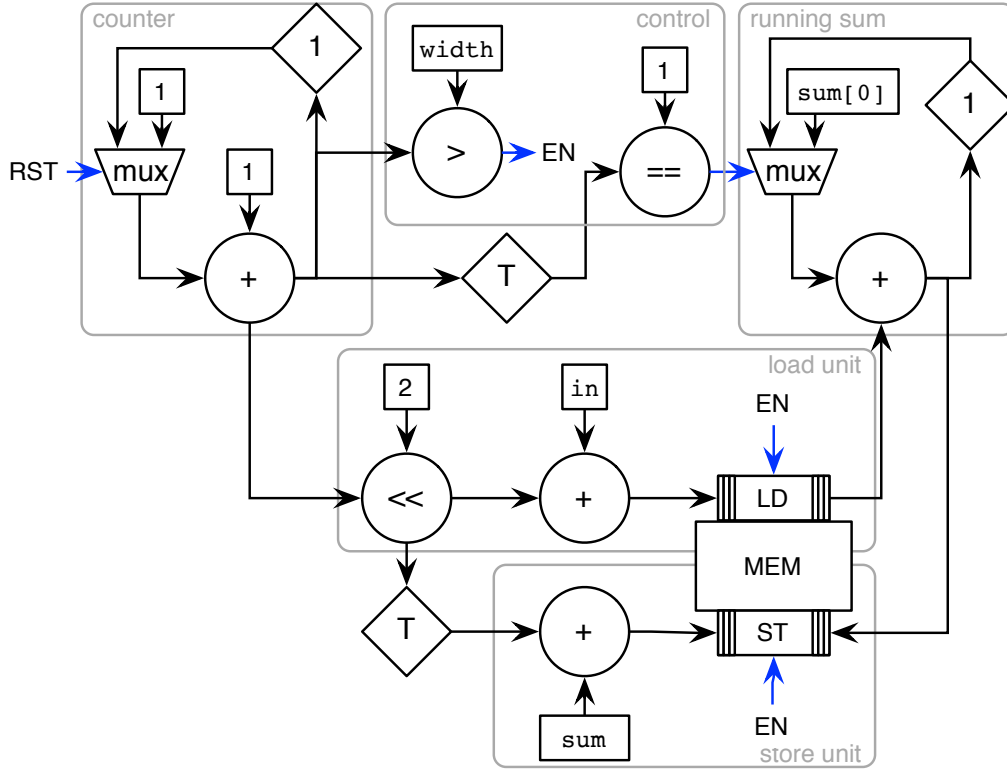 counter
1
1
RST
mux
1
+
control
width
1
>
EN
==
T
running sum
1
sum[0]
mux
+
load unit
2
in
EN
<<
+
LD
MEM
T
+
ST
sum
EN
store unit